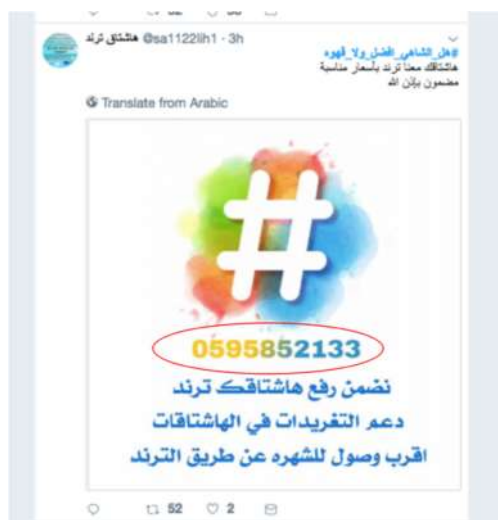 هاشتاق ترند @sa1122lih1 · 3h
#هل_الشاهي_افضل_ولا_قهوه
هاشتاقك معنا ترند بأسعار مناسبة
مضمون بإذن الله
Translate from Arabic
#
0595852133
نضمن رفع هاشتاقك ترند
دعم التغريدات في الهاشتاقات
اقرب وصول للشهره عن طريق الترند
52 2